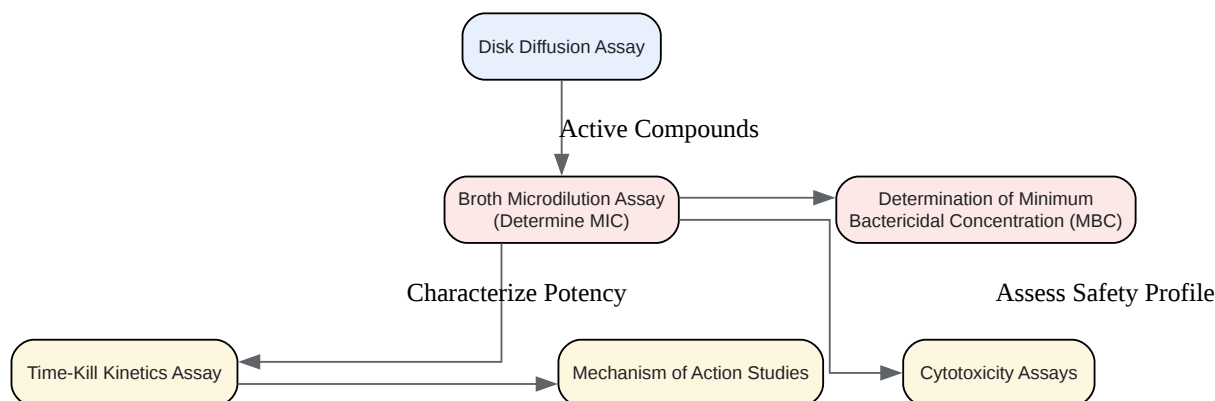 Disk Diffusion Assay
Active Compounds
Broth Microdilution Assay
(Determine MIC)
Determination of Minimum
Bactericidal Concentration (MBC)
Characterize Potency
Assess Safety Profile
Time-Kill Kinetics Assay
Mechanism of Action Studies
Cytotoxicity Assays